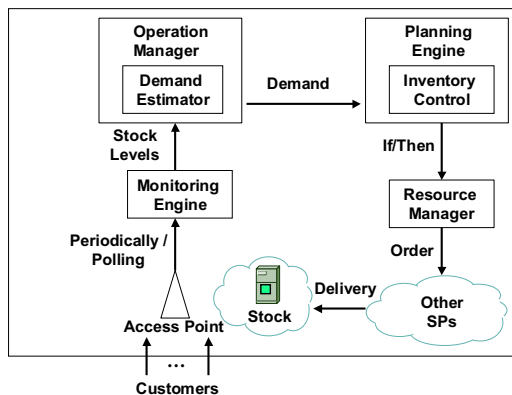 Operation
Manager
Demand
Estimator
Demand
Planning
Engine
Inventory
Control
Stock
Levels
If/Then
Monitoring
Engine
Resource
Manager
Periodically /
Polling
Order
Access Point
Stock
Delivery
Other
SPs
...
Customers